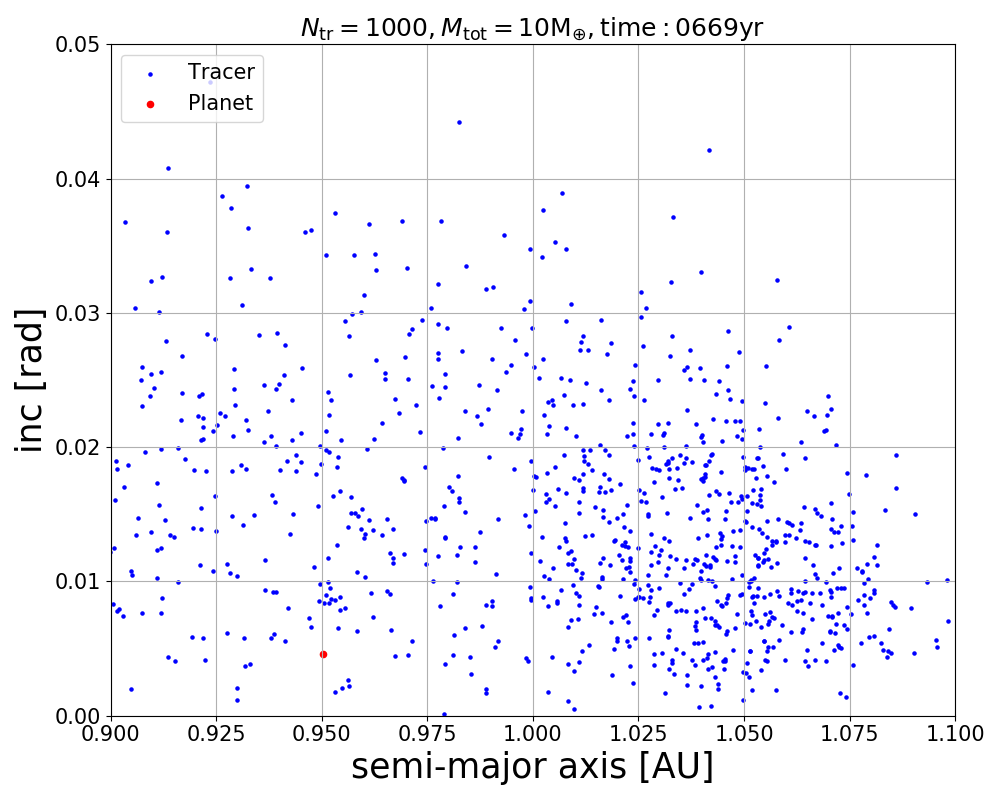 N_tr = 1000, M_tot = 10M_⊕, time : 0669yr
0.05
Tracer
Planet
0.04
0.03
0.02
0.01
0.00
inc [rad]
0.900 0.925 0.950 0.975 1.000 1.025 1.050 1.075 1.100
semi-major axis [AU]